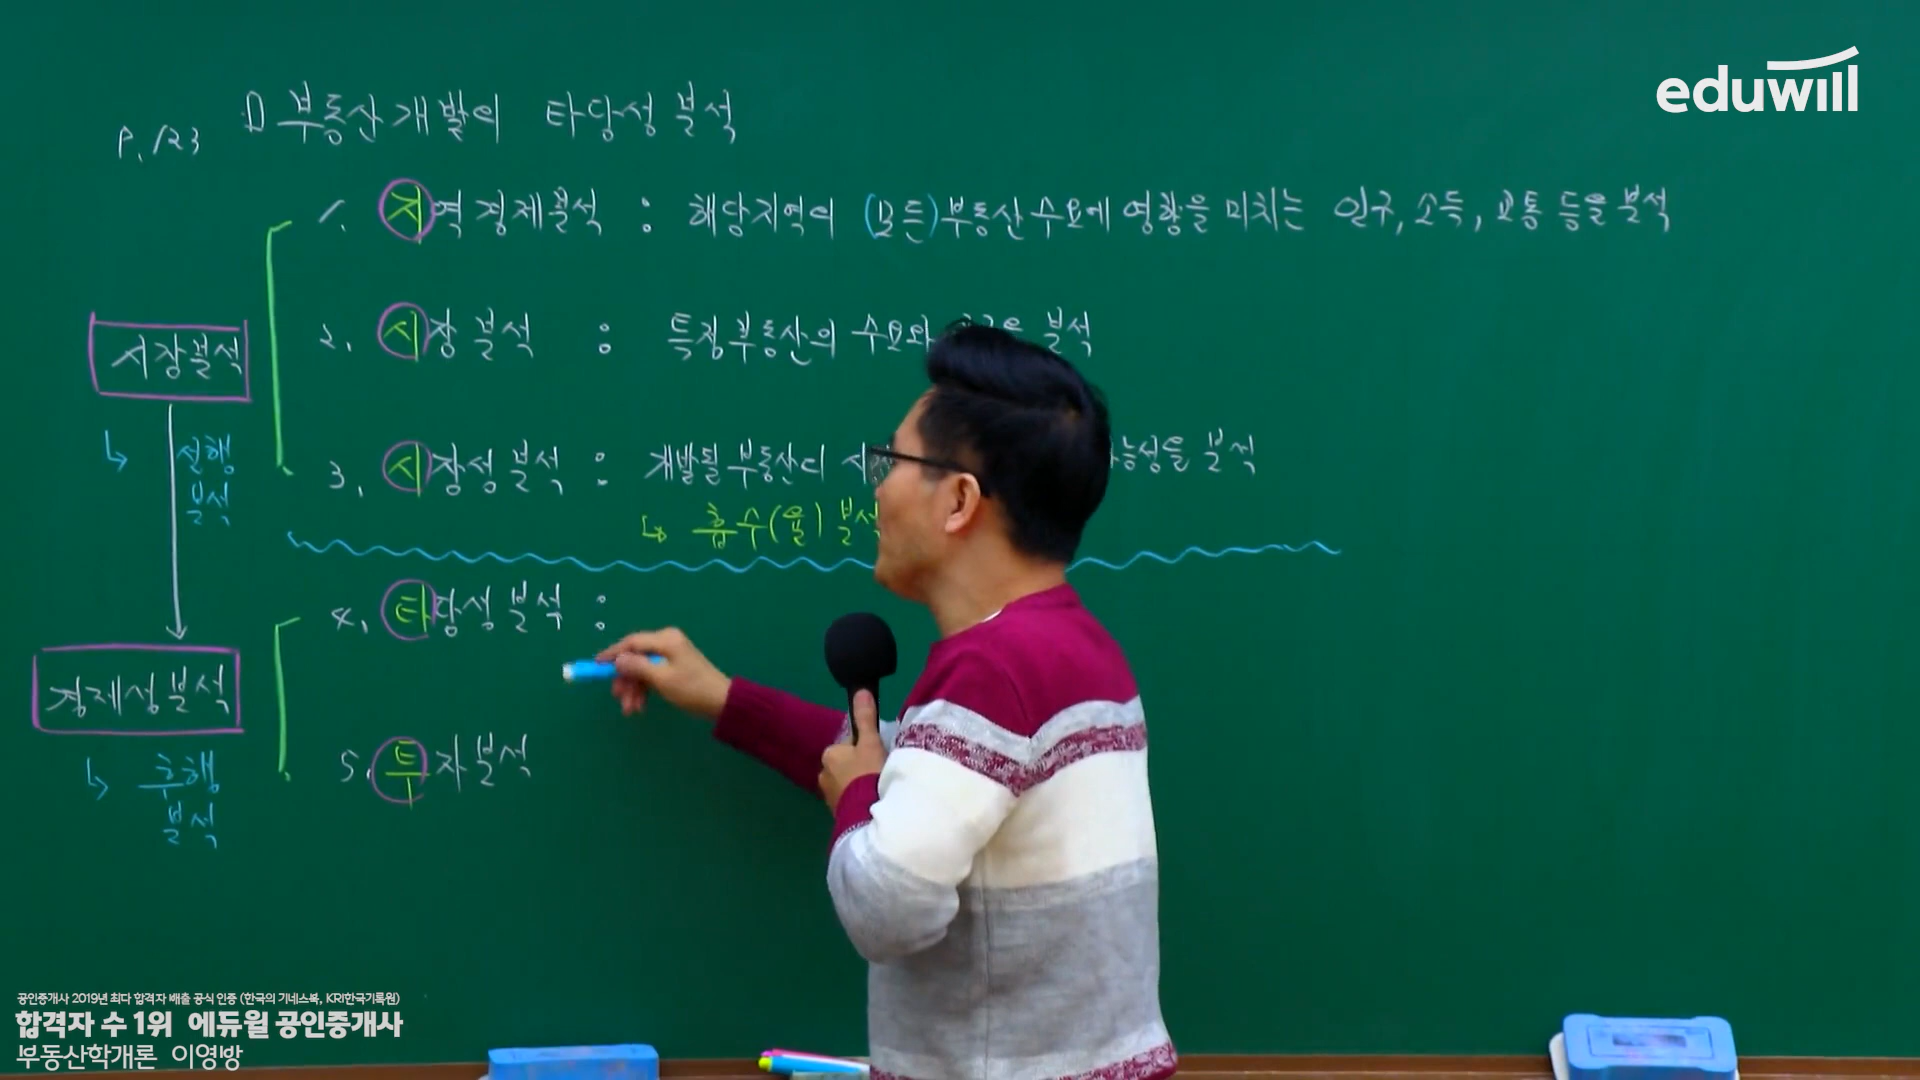 eduwill
P.123
① 부동산개발의 타당성 분석
1. 지역경제분석 : 해당지역의 (모든)부동산수요에 영향을 미치는 인구, 소득, 교통 등을 분석
2. 시장분석 : 특정부동산의 수요와 분석
3. 시장성분석 : 개발될 부동산이 분석
↳ 흡수(율) 분석
4. 타당성분석 :
5. 투자분석
시장분석
↳ 선행
분석
경제성분석
↳ 후행
분석
공인중개사 2019년 최다 합격자 배출 공식 인증 (한국의 기네스북, KRI한국기록원)
합격자 수 1위 에듀윌 공인중개사
부동산학개론 이영방